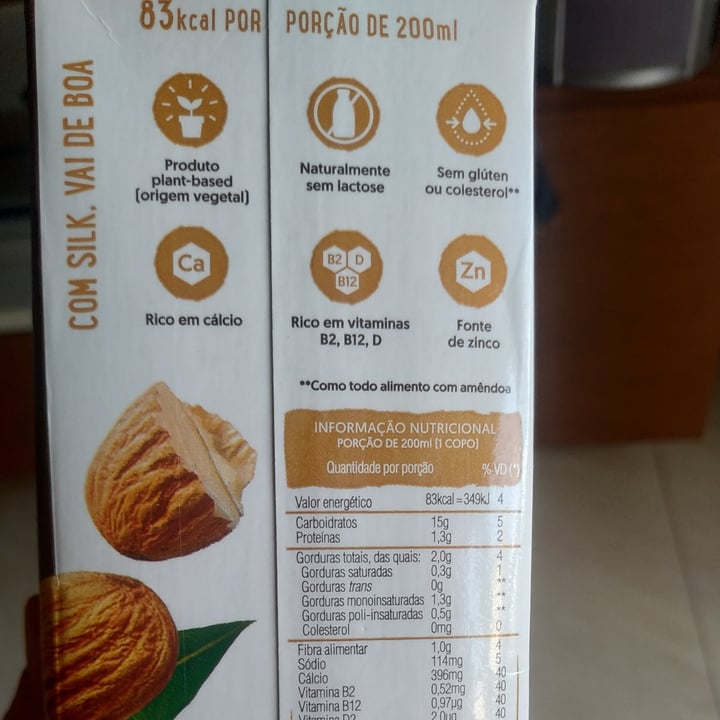 83kcal POR PORÇÃO DE 200ml
COM SILK, VAI DE BOA
Produto
plant-based
(origem vegetal)
Naturalmente
sem lactose
Sem glúten
ou colesterol**
Ca
Rico em cálcio
B2 D
B12
Rico em vitaminas
B2, B12, D
Zn
Fonte
de zinco
**Como todo alimento com amêndoa
INFORMAÇÃO NUTRICIONAL
PORÇÃO DE 200ml (1 COPO)
Quantidade por porção % VD (*)
Valor energético 83kcal = 349kJ 4
Carboidratos 15g 5
Proteínas 1,3g 2
Gorduras totais, das quais: 2,0g 4
Gorduras saturadas 0,3g 1
Gorduras trans 0g **
Gorduras monoinsaturadas 1,3g **
Gorduras poli-insaturadas 0,5g **
Colesterol 0mg 0
Fibra alimentar 1,0g 4
Sódio 114mg 5
Cálcio 396mg 40
Vitamina B2 0,52mg 40
Vitamina B12 0,97µg 40
Vitamina D2 2,0µg 40